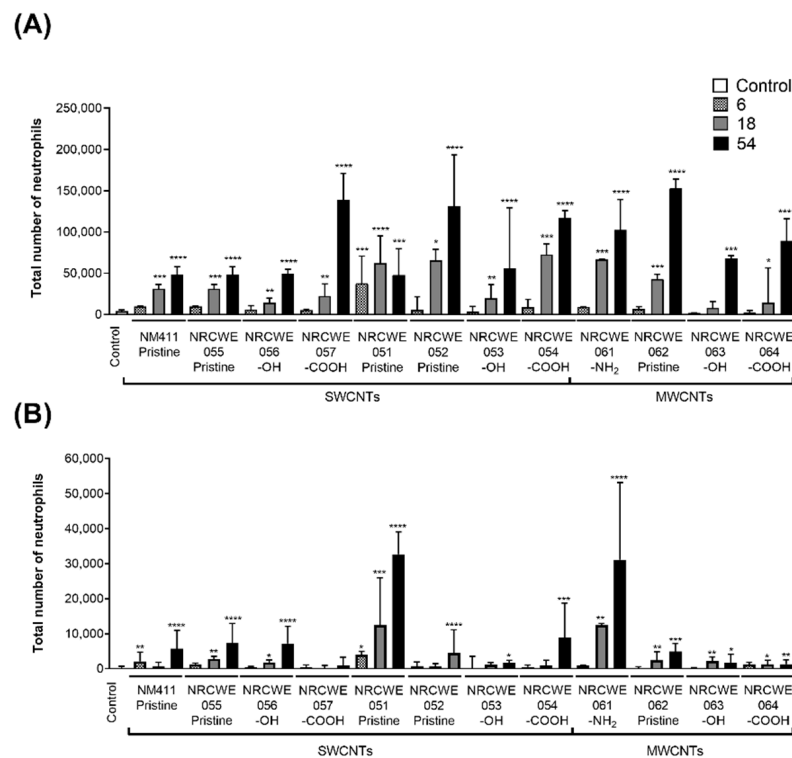 (A)
Control
6
18
54
Total number of neutrophils
250,000
200,000
150,000
100,000
50,000
0
*** **** *** **** ** **** ** **** *** **** *** * **** ** **** *** **** *** **** *** **** *** * ****
Control
NM411 NRCWE NRCWE NRCWE NRCWE NRCWE NRCWE NRCWE NRCWE NRCWE NRCWE NRCWE
Pristine 055 056 057 051 052 053 054 061 062 063 064
Pristine -OH -COOH Pristine Pristine -OH -COOH -NH2 Pristine -OH -COOH
SWCNTs MWCNTs
(B)
Total number of neutrophils
60,000
50,000
40,000
30,000
20,000
10,000
0
** **** ** **** * **** * *** **** **** * *** ** **** ** *** ** * * **
Control
NM411 NRCWE NRCWE NRCWE NRCWE NRCWE NRCWE NRCWE NRCWE NRCWE NRCWE NRCWE
Pristine 055 056 057 051 052 053 054 061 062 063 064
Pristine -OH -COOH Pristine Pristine -OH -COOH -NH2 Pristine -OH -COOH
SWCNTs MWCNTs